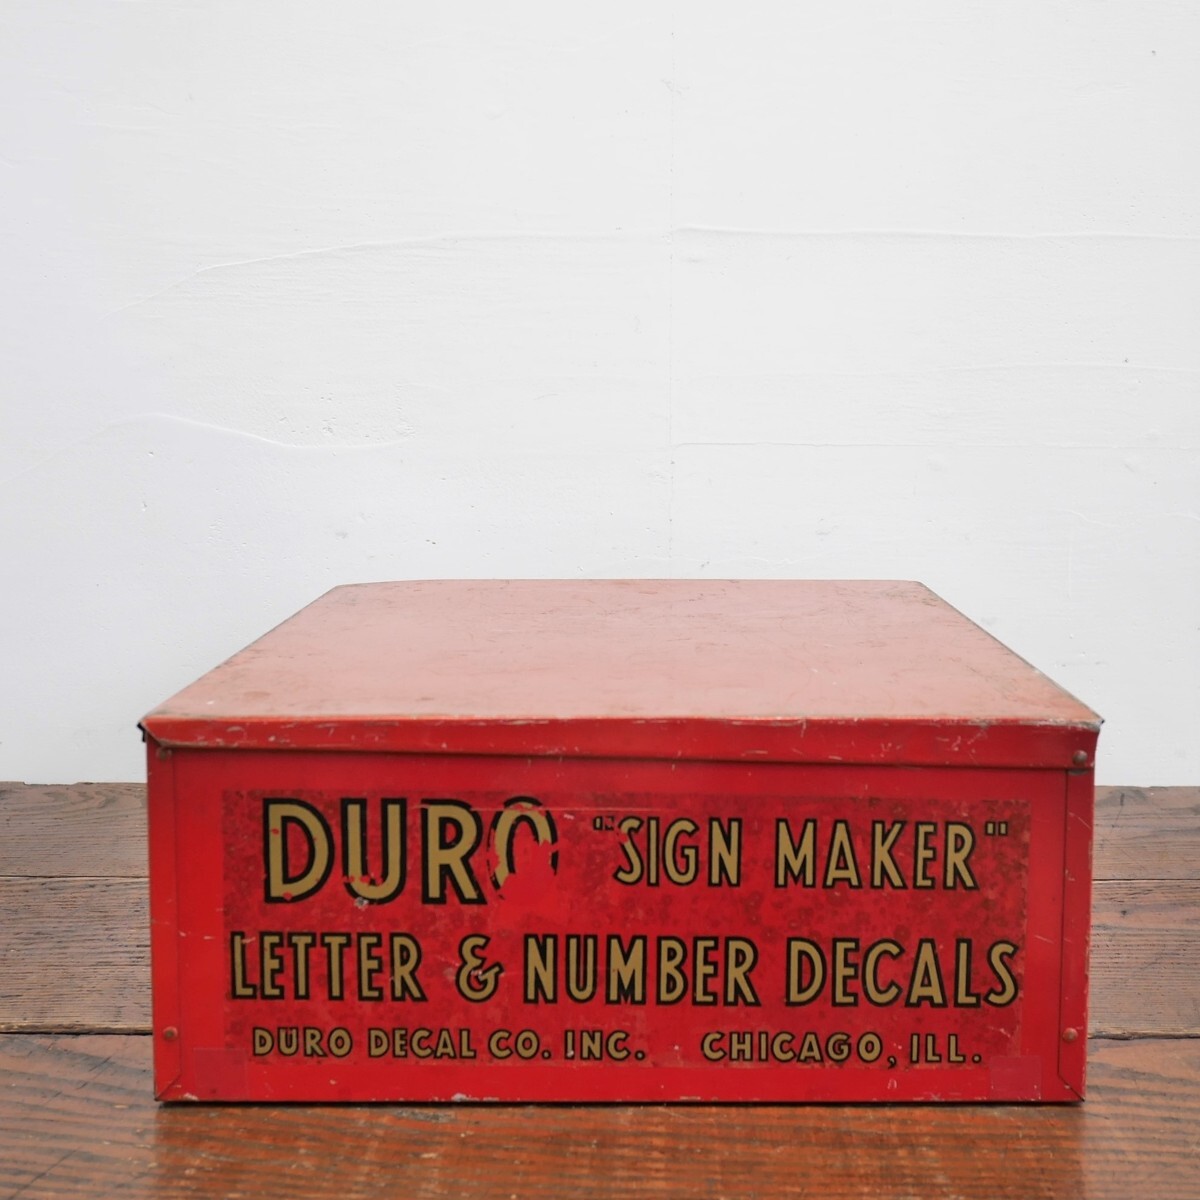 DURO "SIGN MAKER"
LETTER & NUMBER DECALS
DURO DECAL CO. INC. CHICAGO, ILL.